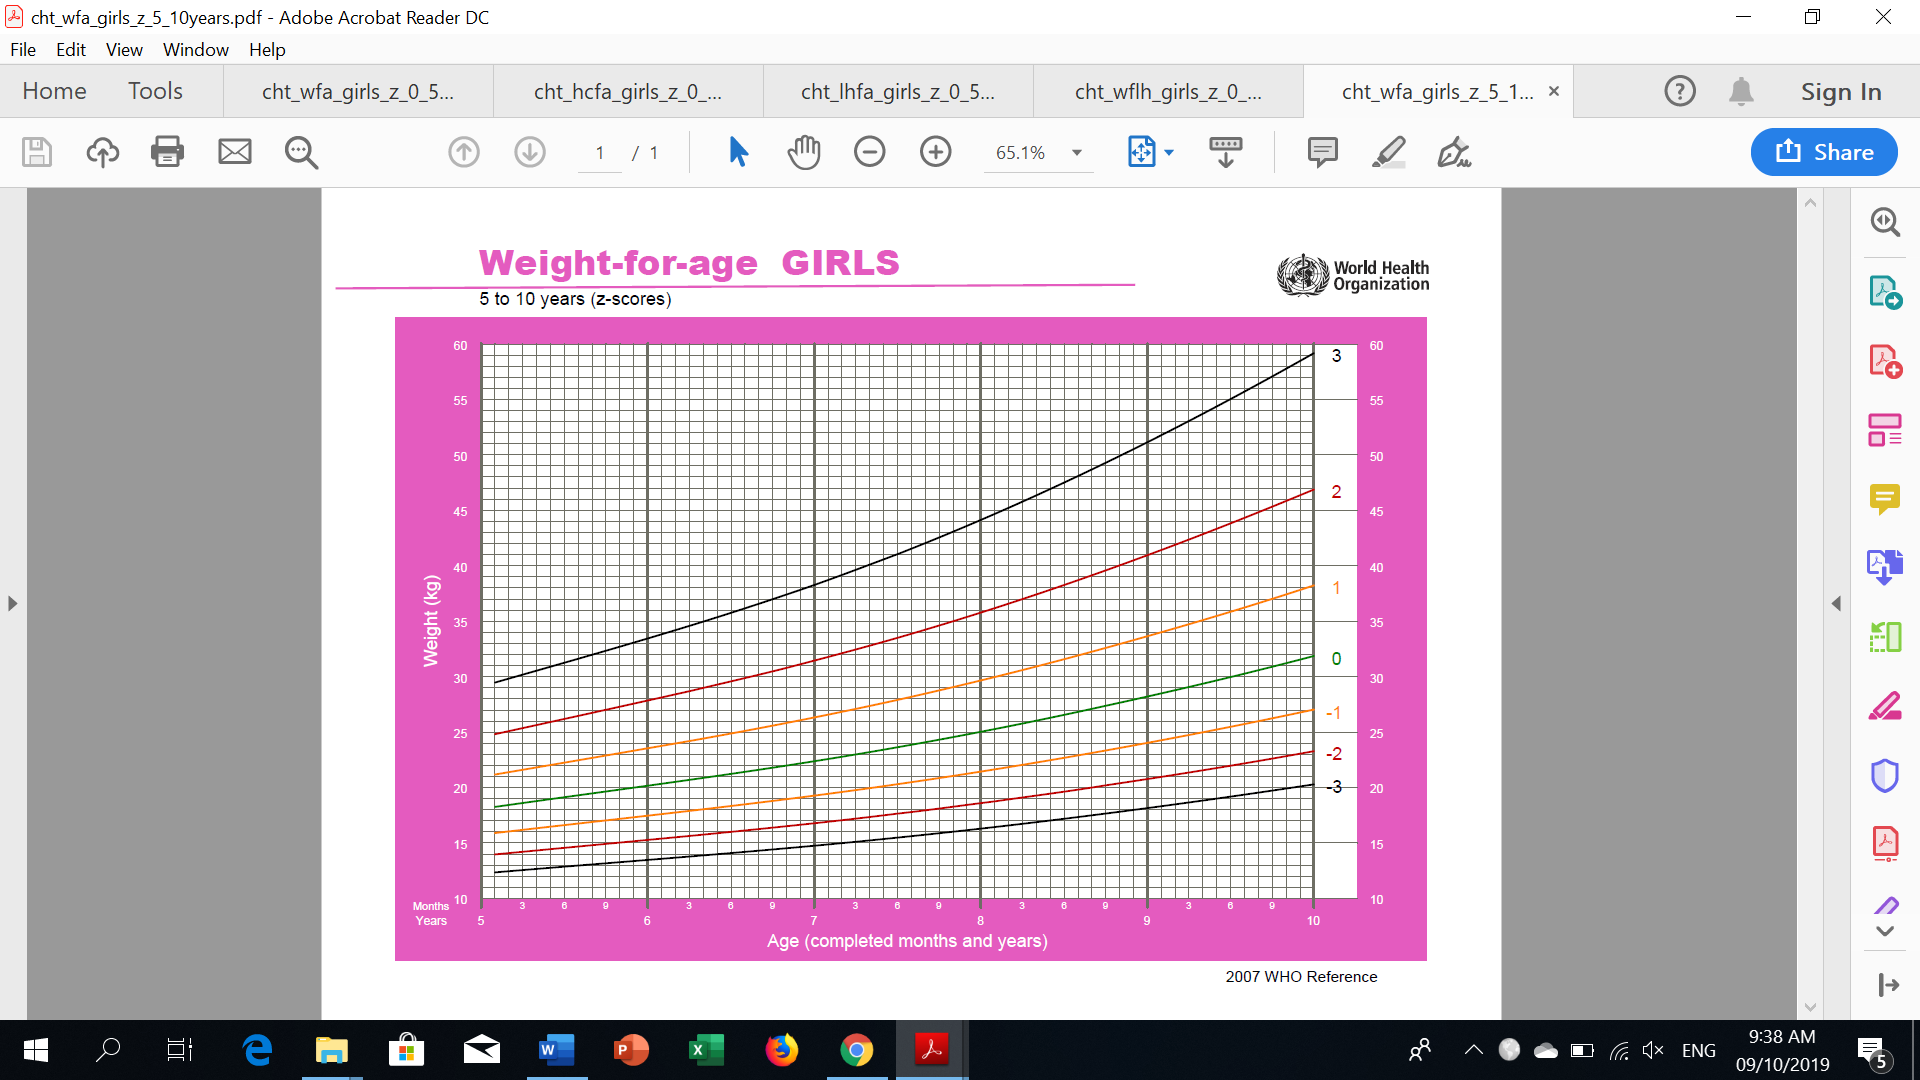 cht_wfa_girls_z_5_10years.pdf - Adobe Acrobat Reader DC
File Edit View Window Help
Home Tools cht_wfa_girls_z_0_5... cht_hcfa_girls_z_0_... cht_lhfa_girls_z_0_5... cht_wflh_girls_z_0_... cht_wfa_girls_z_5_1... × Sign In
1 / 1 65.1% Share
Weight-for-age GIRLS
World Health
Organization
5 to 10 years (z-scores)
60 3 60
55 55
50 50
2
45 45
40 40
1
35 35
0
30 30
-1
25 25
-2
20 -3 20
15 15
10 10
Weight (kg)
Months 3 6 9 3 6 9 3 6 9 3 6 9 3 6 9
Years 5 6 7 8 9 10
Age (completed months and years)
2007 WHO Reference
9:38 AM
ENG
09/10/2019
5